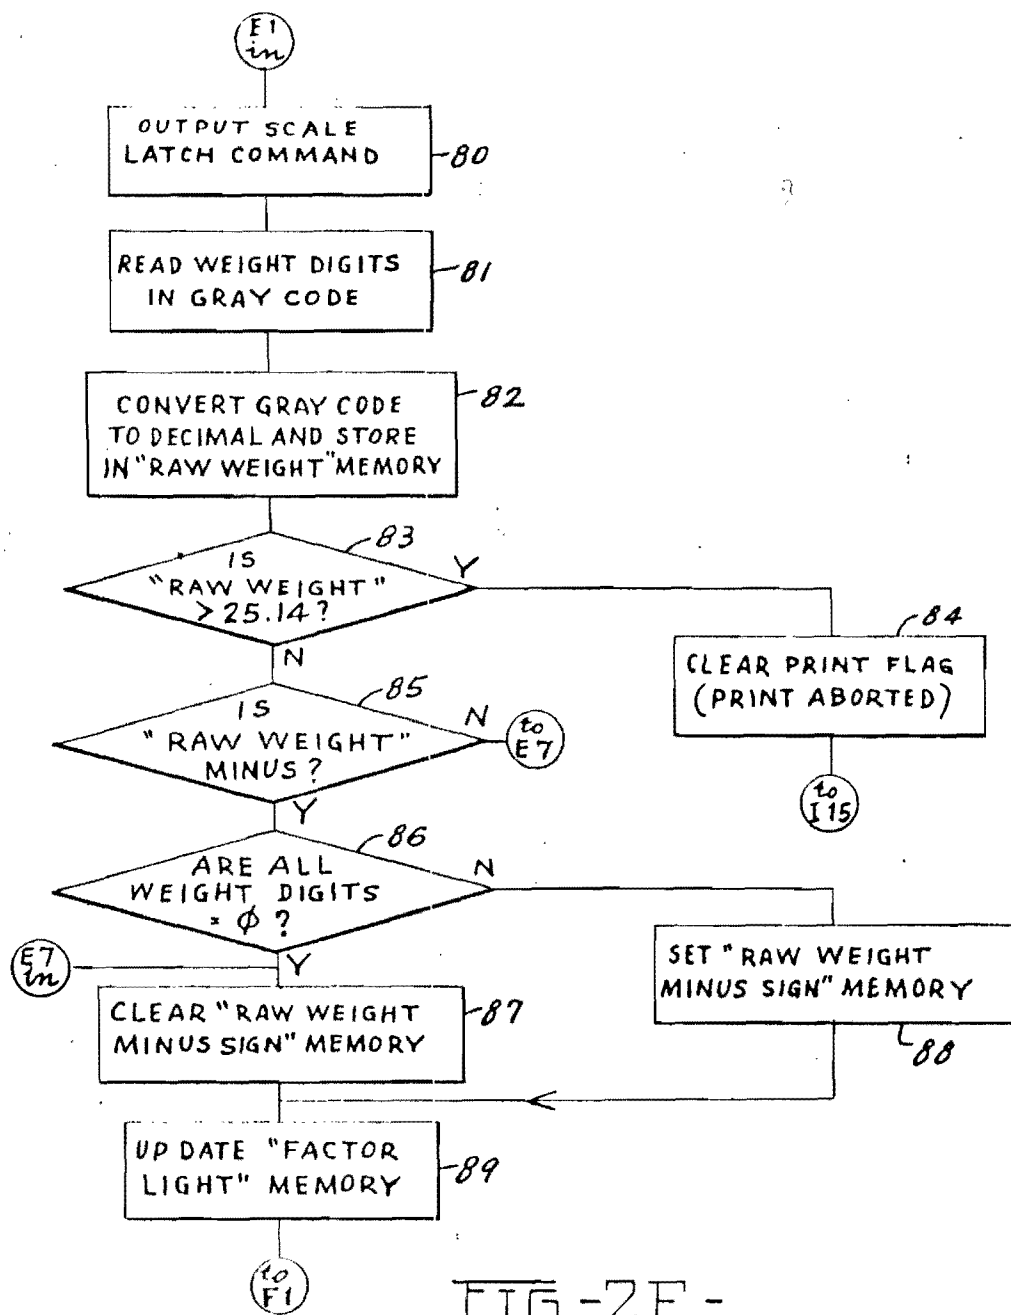 E1
in
OUTPUT SCALE
LATCH COMMAND
80
READ WEIGHT DIGITS
IN GRAY CODE
81
CONVERT GRAY CODE
TO DECIMAL AND STORE
IN "RAW WEIGHT" MEMORY
82
83
IS
"RAW WEIGHT"
> 25.14?
Y
N
84
CLEAR PRINT FLAG
(PRINT ABORTED)
to
I15
85
IS
"RAW WEIGHT"
MINUS?
N
to
E7
Y
86
ARE ALL
WEIGHT DIGITS
= Ø ?
N
Y
E7
in
CLEAR "RAW WEIGHT
MINUS SIGN" MEMORY
87
SET "RAW WEIGHT
MINUS SIGN" MEMORY
88
UP DATE "FACTOR
LIGHT" MEMORY
89
to
F1
FIG-2E-